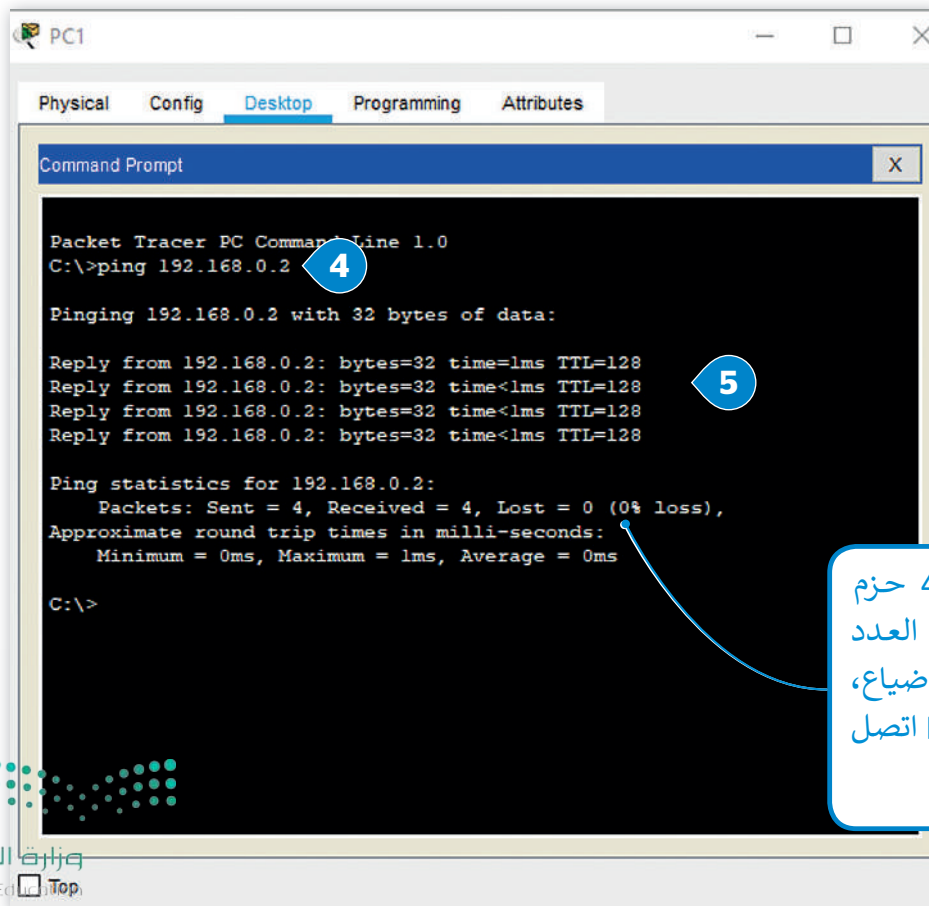 PC1
Physical Config Desktop Programming Attributes
Command Prompt
X
Packet Tracer PC Command Line 1.0
C:\>ping 192.168.0.2
4
Pinging 192.168.0.2 with 32 bytes of data:
Reply from 192.168.0.2: bytes=32 time=1ms TTL=128
Reply from 192.168.0.2: bytes=32 time<1ms TTL=128
5
Reply from 192.168.0.2: bytes=32 time<1ms TTL=128
Reply from 192.168.0.2: bytes=32 time<1ms TTL=128
Ping statistics for 192.168.0.2:
Packets: Sent = 4, Received = 4, Lost = 0 (0% loss),
Approximate round trip times in milli-seconds:
Minimum = 0ms, Maximum = 1ms, Average = 0ms
C:\>
حزم
العدد
ضياع،
اتصل
وزارة
Top